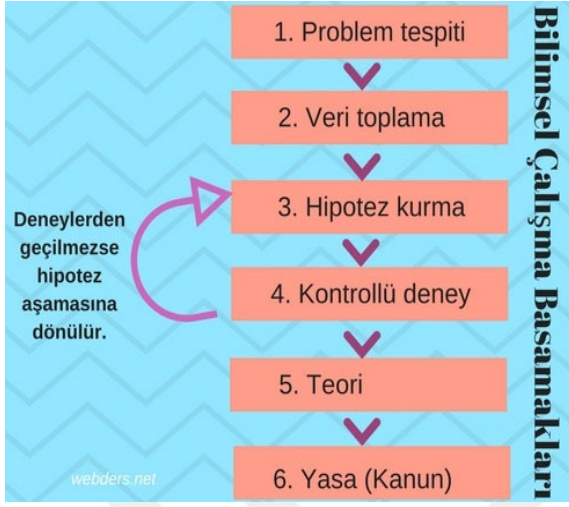 Bilimsel Çalışma Basamakları
1. Problem tespiti
2. Veri toplama
3. Hipotez kurma
4. Kontrollü deney
5. Teori
6. Yasa (Kanun)
Deneylerden
geçilmezse
hipotez
aşamasına
dönülür.
webders.net